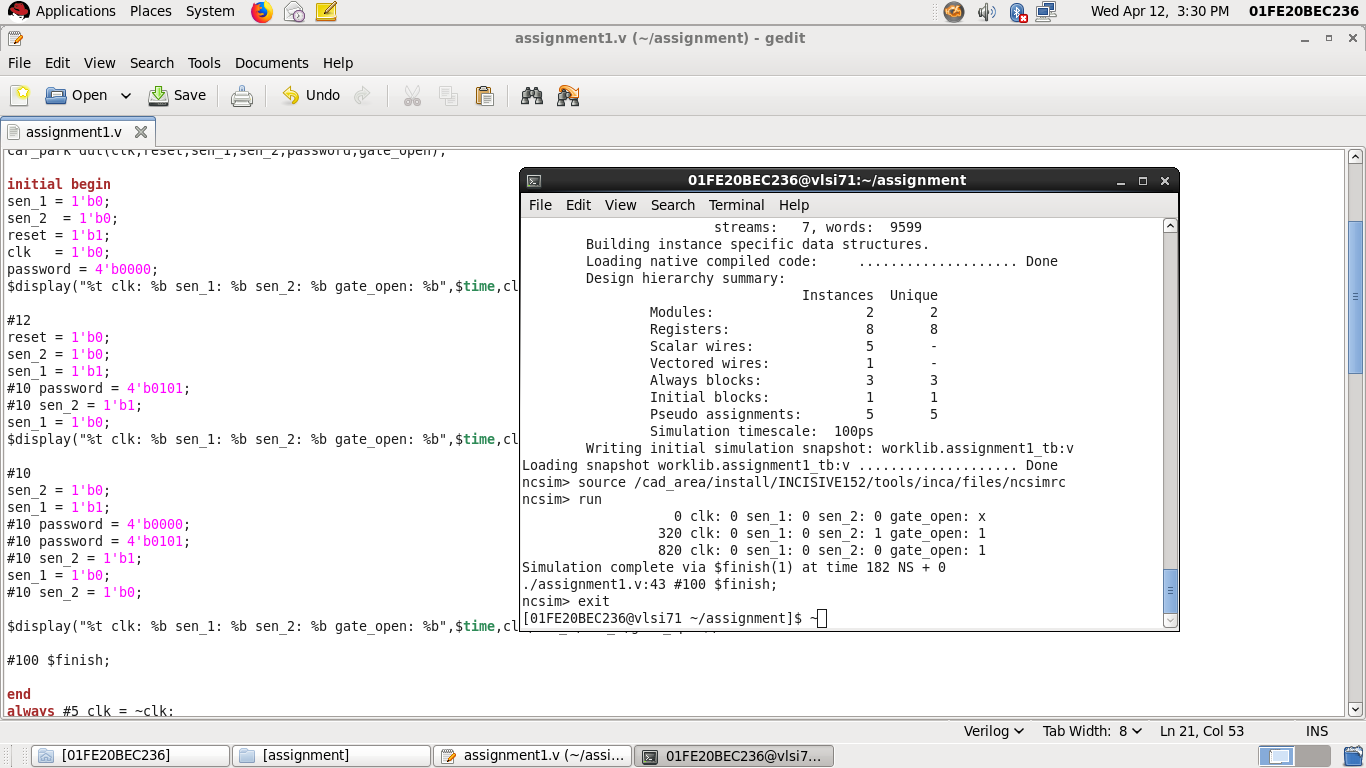 Applications Places System Wed Apr 12, 3:30 PM 01FE20BEC236
assignment1.v (~/assignment) - gedit
File Edit View Search Tools Documents Help
Open Save Undo
assignment1.v
car_park dut(clk,reset,sen_1,sen_2,password,gate_open);
initial begin
sen_1 = 1'b0;
sen_2  = 1'b0;
reset = 1'b1;
clk   = 1'b0;
password = 4'b0000;
$display("%t clk: %b sen_1: %b sen_2: %b gate_open: %b",$time,cl
#12
reset = 1'b0;
sen_2 = 1'b0;
sen_1 = 1'b1;
#10 password = 4'b0101;
#10 sen_2 = 1'b1;
sen_1 = 1'b0;
$display("%t clk: %b sen_1: %b sen_2: %b gate_open: %b",$time,cl
#10
sen_2 = 1'b0;
sen_1 = 1'b1;
#10 password = 4'b0000;
#10 password = 4'b0101;
#10 sen_2 = 1'b1;
sen_1 = 1'b0;
#10 sen_2 = 1'b0;
$display("%t clk: %b sen_1: %b sen_2: %b gate_open: %b",$time,cl
#100 $finish;
end
always #5 clk = ~clk;
01FE20BEC236@vlsi71:~/assignment
File Edit View Search Terminal Help
streams:   7, words:  9599
Building instance specific data structures.
Loading native compiled code:     .................... Done
Design hierarchy summary:
Instances  Unique
Modules:                   2       2
Registers:                 8       8
Scalar wires:              5       -
Vectored wires:            1       -
Always blocks:             3       3
Initial blocks:            1       1
Pseudo assignments:        5       5
Simulation timescale:  100ps
Writing initial simulation snapshot: worklib.assignment1_tb:v
Loading snapshot worklib.assignment1_tb:v .................... Done
ncsim> source /cad_area/install/INCISIVE152/tools/inca/files/ncsimrc
ncsim> run
0 clk: 0 sen_1: 0 sen_2: 0 gate_open: x
320 clk: 0 sen_1: 0 sen_2: 1 gate_open: 1
820 clk: 0 sen_1: 0 sen_2: 0 gate_open: 1
Simulation complete via $finish(1) at time 182 NS + 0
./assignment1.v:43 #100 $finish;
ncsim> exit
[01FE20BEC236@vlsi71 ~/assignment]$ ~
Verilog Tab Width: 8 Ln 21, Col 53 INS
[01FE20BEC236] [assignment] assignment1.v (~/assi... 01FE20BEC236@vlsi7...